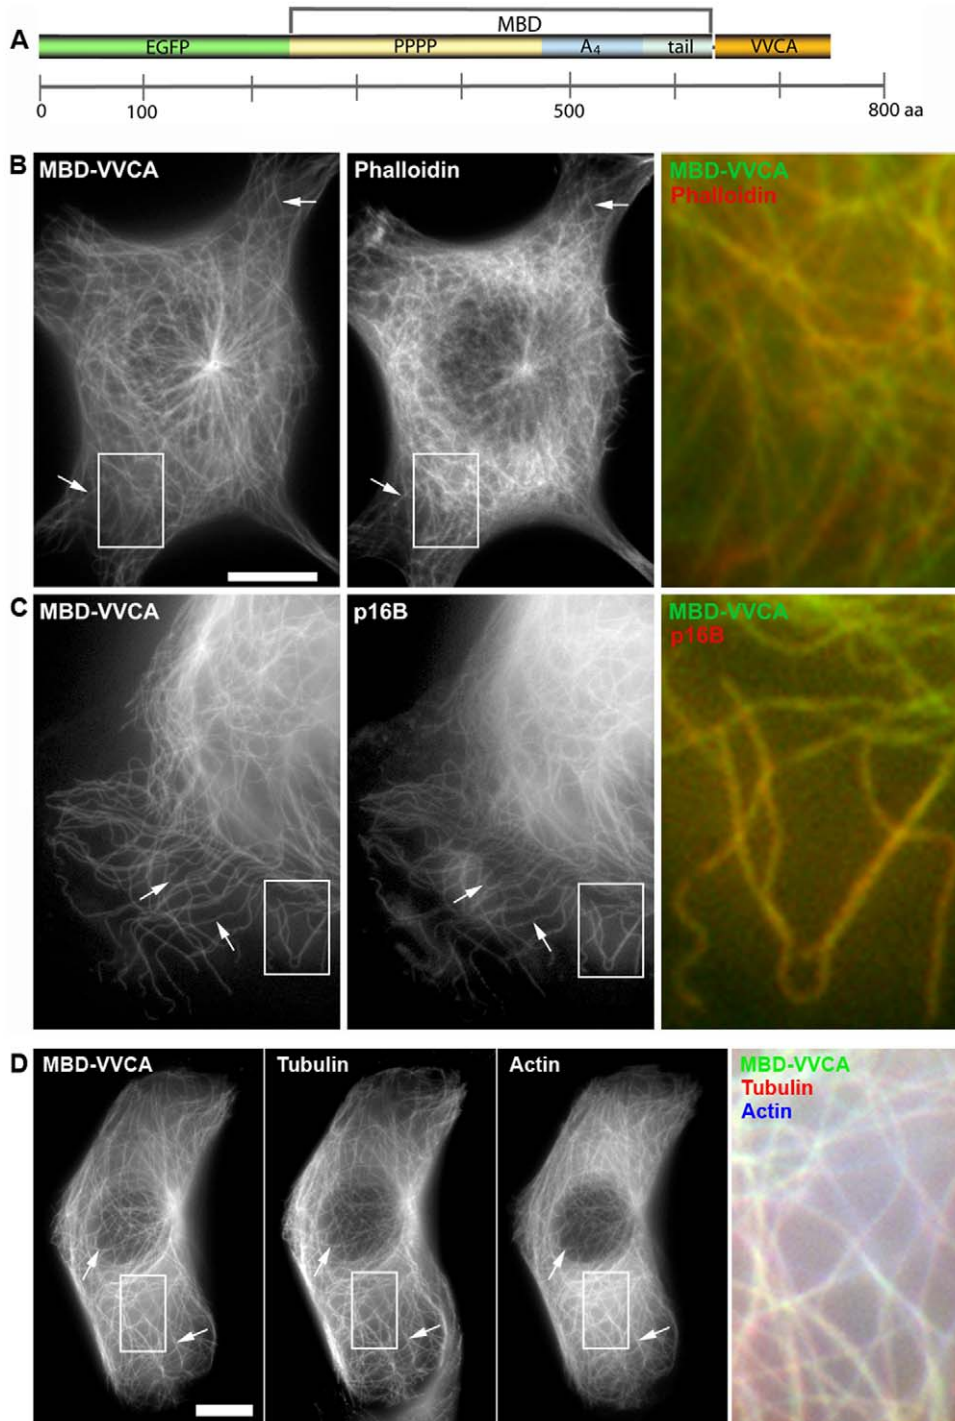 A
MBD
EGFP PPPP A4 tail VVCA
0 100 500 800 aa
B MBD-VVCA Phalloidin MBD-VVCA
Phalloidin
C MBD-VVCA p16B MBD-VVCA
p16B
D MBD-VVCA Tubulin Actin MBD-VVCA
Tubulin
Actin